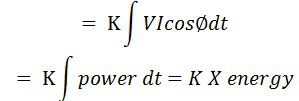 = K∫VIcosØdt
= K∫power dt = K X energy